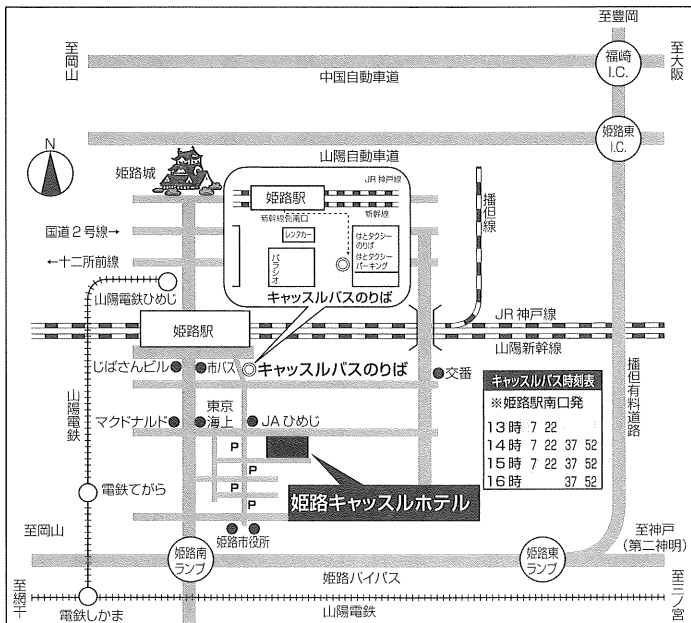 至豊岡
至岡山
福崎
I.C.
至大阪
中国自動車道
姫路東
I.C.
山陽自動車道
N
姫路城
JR 神戸線
姫路駅
新幹線側南口
新幹線
レンタカー
はとタクシー
のりば
はとタクシー
パーキング
パラシオ
キャッスルバスのりば
播但線
国道2号線→
←十二所前線
山陽電鉄ひめじ
姫路駅
JR 神戸線
山陽新幹線
じばさんビル
市バス
キャッスルバスのりば
交番
播但有料道路
山陽電鉄
マクドナルド
東京
海上
JAひめじ
キャッスルバス時刻表
※姫路駅南口発
13時 7 22
14時 7 22 37 52
15時 7 22 37 52
16時 37 52
P
P
P
P
姫路キャッスルホテル
電鉄てがら
至岡山
姫路市役所
至神戸
(第二神明)
姫路南
ランプ
姫路バイパス
姫路東
ランプ
至網干
電鉄しかま
山陽電鉄
至三ノ宮